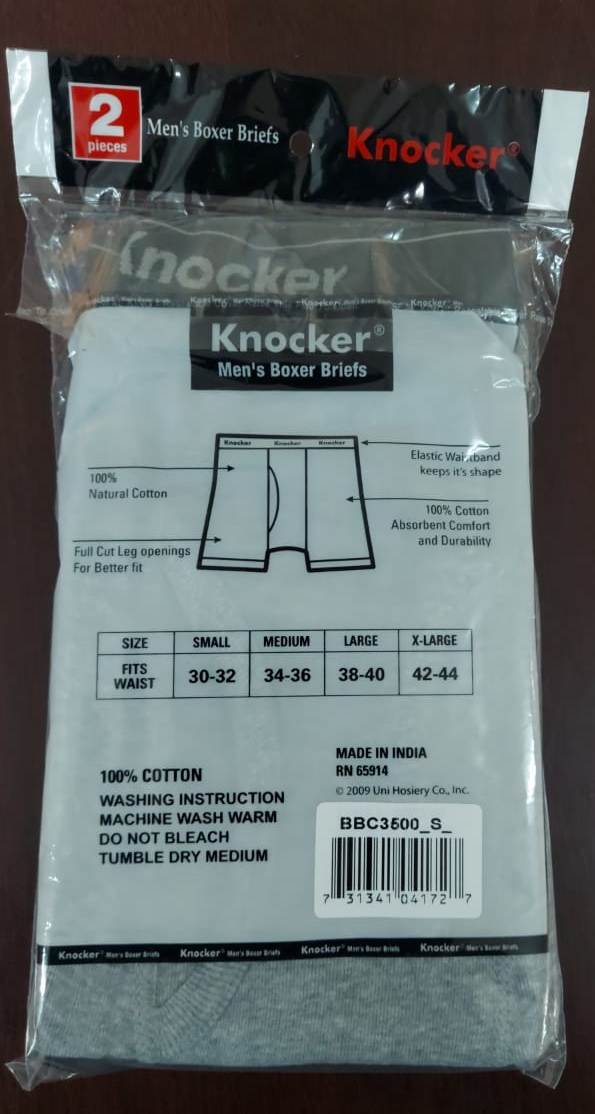 2
pieces
Men's Boxer Briefs
Knocker®
Knocker
Knocker®
Men's Boxer Briefs
Knocker Knocker Knocker
100%
Natural Cotton
Full Cut Leg openings
For Better fit
Elastic Waistband
keeps it's shape
100% Cotton
Absorbent Comfort
and Durability
SIZE SMALL MEDIUM LARGE X-LARGE
FITS WAIST 30-32 34-36 38-40 42-44
100% COTTON
WASHING INSTRUCTION
MACHINE WASH WARM
DO NOT BLEACH
TUMBLE DRY MEDIUM
MADE IN INDIA
RN 65914
© 2009 Uni Hosiery Co., Inc.
BBC3500_S_
7 31341 04172 7
Knocker® Men's Boxer Briefs Knocker® Men's Boxer Briefs Knocker® Men's Boxer Briefs Knocker® Men's Boxer Briefs